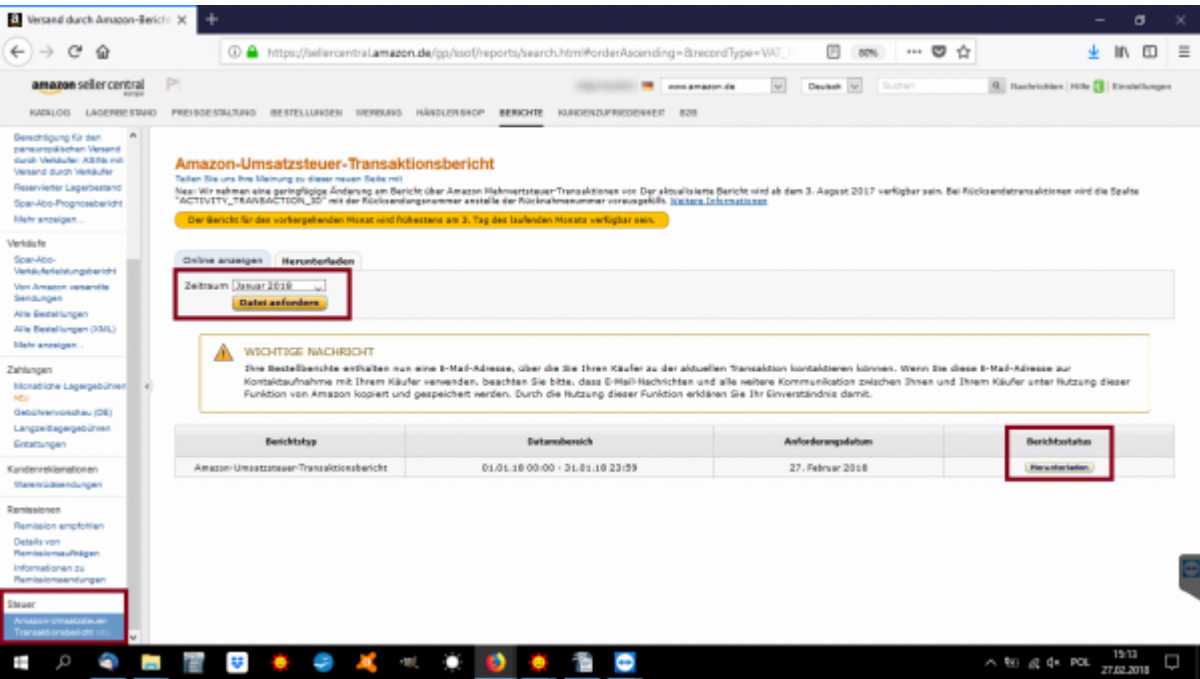 Versand durch Amazon-Bericht
https://sellercentral.amazon.de/gp/ssof/reports/search.html#orderAscending=&recordType=VAT_T
80%
amazon seller central
europe
www.amazon.de
Deutsch
Suchen
Nachrichten | Hilfe | Einstellungen
KATALOG LAGERBESTAND PREISGESTALTUNG BESTELLUNGEN WERBUNG HÄNDLERSHOP BERICHTE KUNDENZUFRIEDENHEIT B2B
Berechtigung für den
paneuropäischen Versand
durch Verkäufer: ASINs mit
Versand durch Verkäufer
Reservierter Lagerbestand
Spar-Abo-Prognosebericht
Mehr anzeigen...
Verkäufe
Spar-Abo-
Verkäuferleistungsbericht
Von Amazon versandte
Sendungen
Alle Bestellungen
Alle Bestellungen (XML)
Mehr anzeigen...
Zahlungen
Monatliche Lagergebühren
NEU
Gebührenvorschau (DE)
Langzeitlagergebühren
Erstattungen
Kundenreklamationen
Warenrücksendungen
Remissionen
Remission empfohlen
Details von
Remissionsaufträgen
Informationen zu
Remissionssendungen
Steuer
Amazon-Umsatzsteuer-
Transaktionsbericht NEU
Amazon-Umsatzsteuer-Transaktionsbericht
Teilen Sie uns Ihre Meinung zu dieser neuen Seite mit
Neu: Wir nehmen eine geringfügige Änderung am Bericht über Amazon Mehrwertsteuer-Transaktionen vor. Der aktualisierte Bericht wird ab dem 3. August 2017 verfügbar sein. Bei Rücksendetransaktionen wird die Spalte
"ACTIVITY_TRANSACTION_ID" mit der Rücksendungsnummer anstelle der Rücknahmenummer vorausgefüllt. Weitere Informationen
Der Bericht für den vorhergehenden Monat wird frühestens am 3. Tag des laufenden Monats verfügbar sein.
Online anzeigen Herunterladen
Zeitraum Januar 2018
Datei anfordern
WICHTIGE NACHRICHT
Ihre Bestellberichte enthalten nun eine E-Mail-Adresse, über die Sie Ihren Käufer zu der aktuellen Transaktion kontaktieren können. Wenn Sie diese E-Mail-Adresse zur
Kontaktaufnahme mit Ihrem Käufer verwenden, beachten Sie bitte, dass E-Mail-Nachrichten und alle weitere Kommunikation zwischen Ihnen und Ihrem Käufer unter Nutzung dieser
Funktion von Amazon kopiert und gespeichert werden. Durch die Nutzung dieser Funktion erklären Sie Ihr Einverständnis damit.
Berichtstyp Datumsbereich Anforderungsdatum Berichtsstatus
Amazon-Umsatzsteuer-Transaktionsbericht 01.01.18 00:00 - 31.01.18 23:59 27. Februar 2018 Herunterladen
POL
15:13
27.02.2018